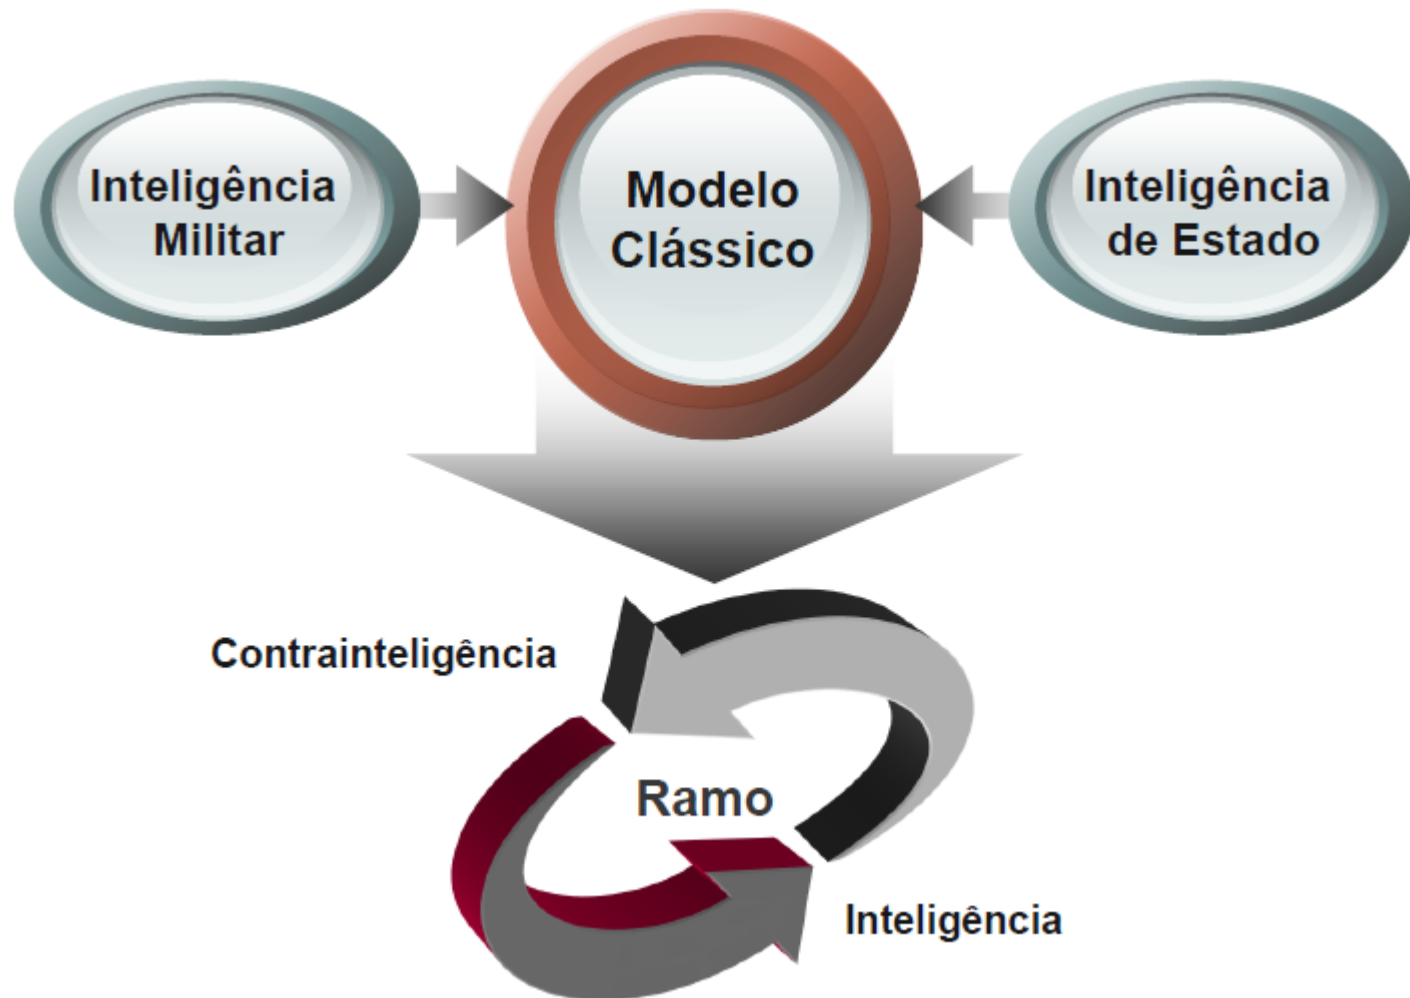 Inteligência
Militar
Modelo
Clássico
Inteligência
de Estado
Contrainteligência
Ramo
Inteligência